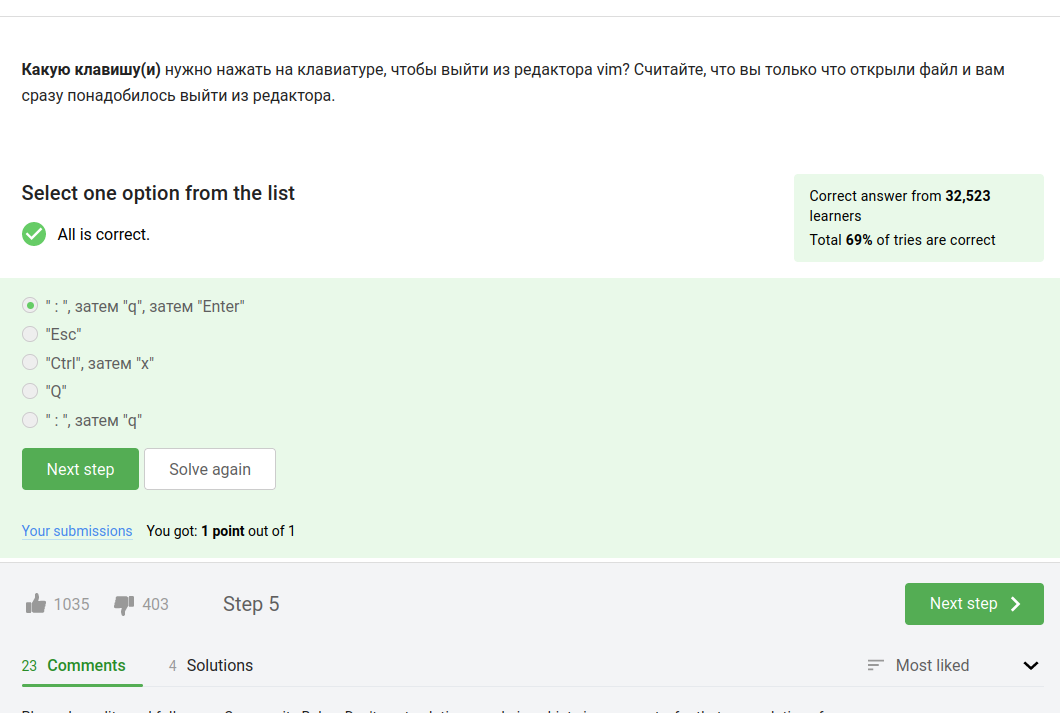 Какую клавишу(и) нужно нажать на клавиатуре, чтобы выйти из редактора vim? Считайте, что вы только что открыли файл и вам
сразу понадобилось выйти из редактора.
Select one option from the list
All is correct.
Correct answer from 32,523
learners
Total 69% of tries are correct
" : ", затем "q", затем "Enter"
"Esc"
"Ctrl", затем "x"
"Q"
" : ", затем "q"
Next step
Solve again
Your submissions You got: 1 point out of 1
1035 403 Step 5
Next step
23 Comments 4 Solutions
Most liked